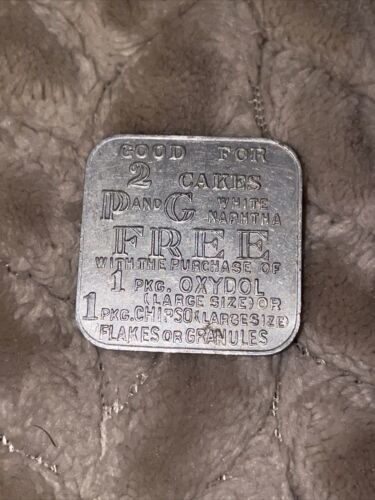 GOOD FOR
2 CAKES
P AND G WHITE NAPHTHA
FREE
WITH THE PURCHASE OF
1 PKG. OXYDOL
(LARGE SIZE) OR
1 PKG. CHIPSO (LARGE SIZE)
FLAKES OR GRANULES